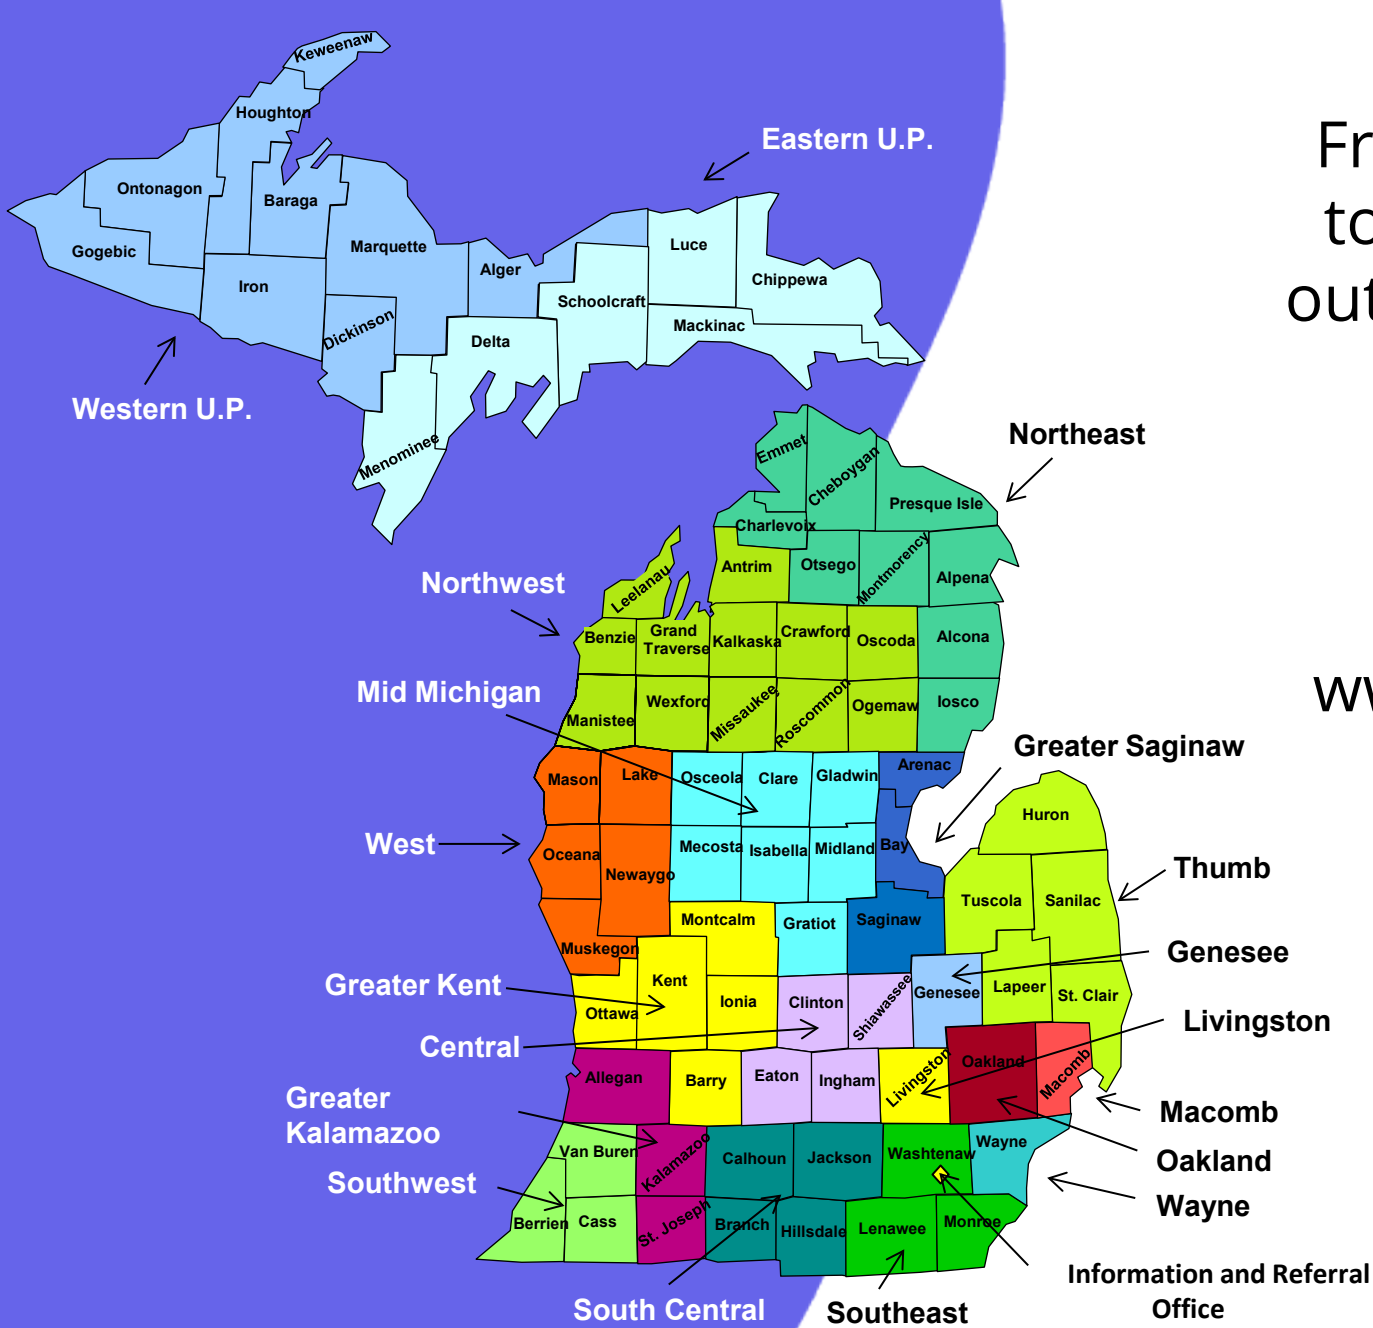 Keweenaw
Houghton
Eastern U.P.
Ontonagon
Baraga
Gogebic
Marquette
Luce
Alger
Chippewa
Iron
Schoolcraft
Dickinson
Mackinac
Delta
Western U.P.
Menominee
Northeast
Emmet
Cheboygan
Presque Isle
Charlevoix
Antrim
Otsego
Montmorency
Alpena
Northwest
Leelanau
Benzie
Grand
Traverse
Kalkaska
Crawford
Oscoda
Alcona
Mid Michigan
Manistee
Wexford
Missaukee
Roscommon
Ogemaw
Iosco
Greater Saginaw
Mason
Lake
Osceola
Clare
Gladwin
Arenac
Huron
West
Oceana
Newaygo
Mecosta
Isabella
Midland
Bay
Thumb
Tuscola
Sanilac
Montcalm
Gratiot
Saginaw
Muskegon
Genesee
Greater Kent
Kent
Ottawa
Ionia
Clinton
Shiawassee
Genesee
Lapeer
St. Clair
Livingston
Central
Allegan
Barry
Eaton
Ingham
Livingston
Oakland
Macomb
Greater
Kalamazoo
Macomb
Van Buren
Kalamazoo
Calhoun
Jackson
Washtenaw
Wayne
Oakland
Southwest
Wayne
Berrien
Cass
St. Joseph
Branch
Hillsdale
Lenawee
Monroe
Information and Referral
Office
South Central
Southeast
Fr
to
out